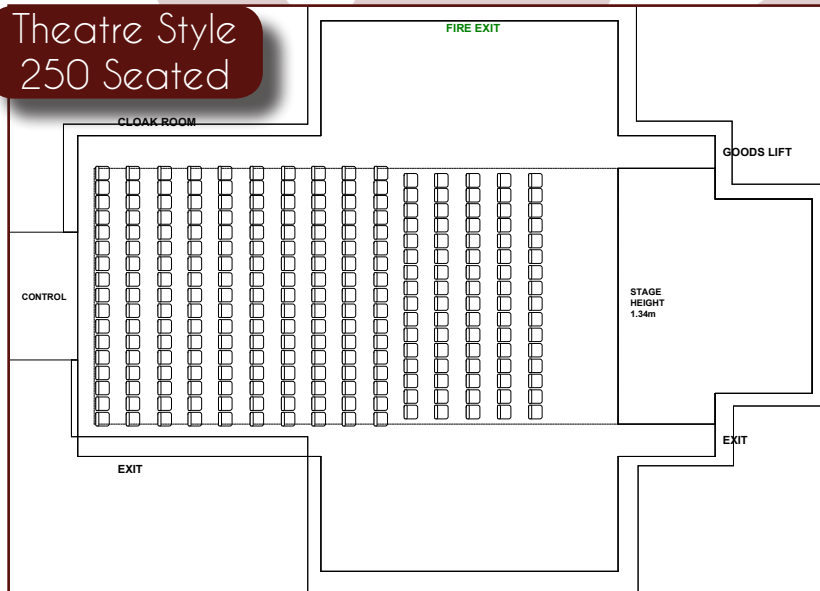 Theatre Style
250 Seated
FIRE EXIT
CLOAK ROOM
GOODS LIFT
CONTROL
STAGE
HEIGHT
1.34m
EXIT
EXIT